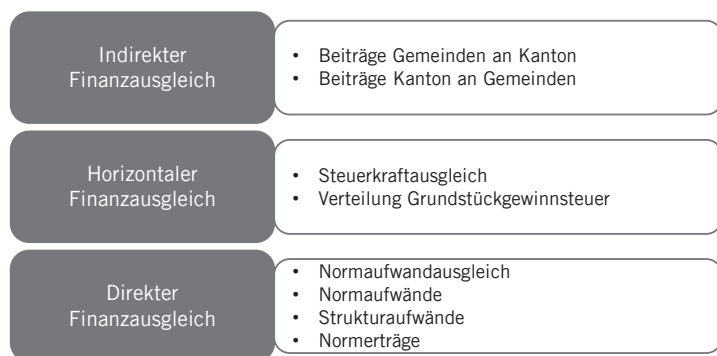 Indirekter
Finanzausgleich
• Beiträge Gemeinden an Kanton
• Beiträge Kanton an Gemeinden
Horizontaler
Finanzausgleich
• Steuerkraftausgleich
• Verteilung Grundstückgewinnsteuer
Direkter
Finanzausgleich
• Normaufwandausgleich
• Normaufwände
• Strukturaufwände
• Normerträge